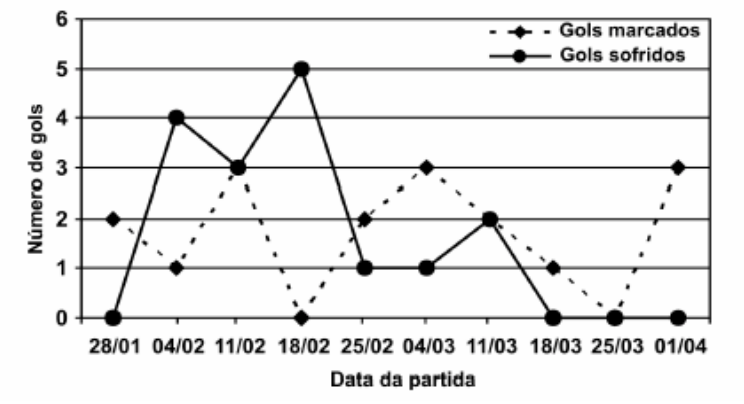 6
5
4
3
2
1
0
Número de gols
Gols marcados
Gols sofridos
28/01 04/02 11/02 18/02 25/02 04/03 11/03 18/03 25/03 01/04
Data da partida